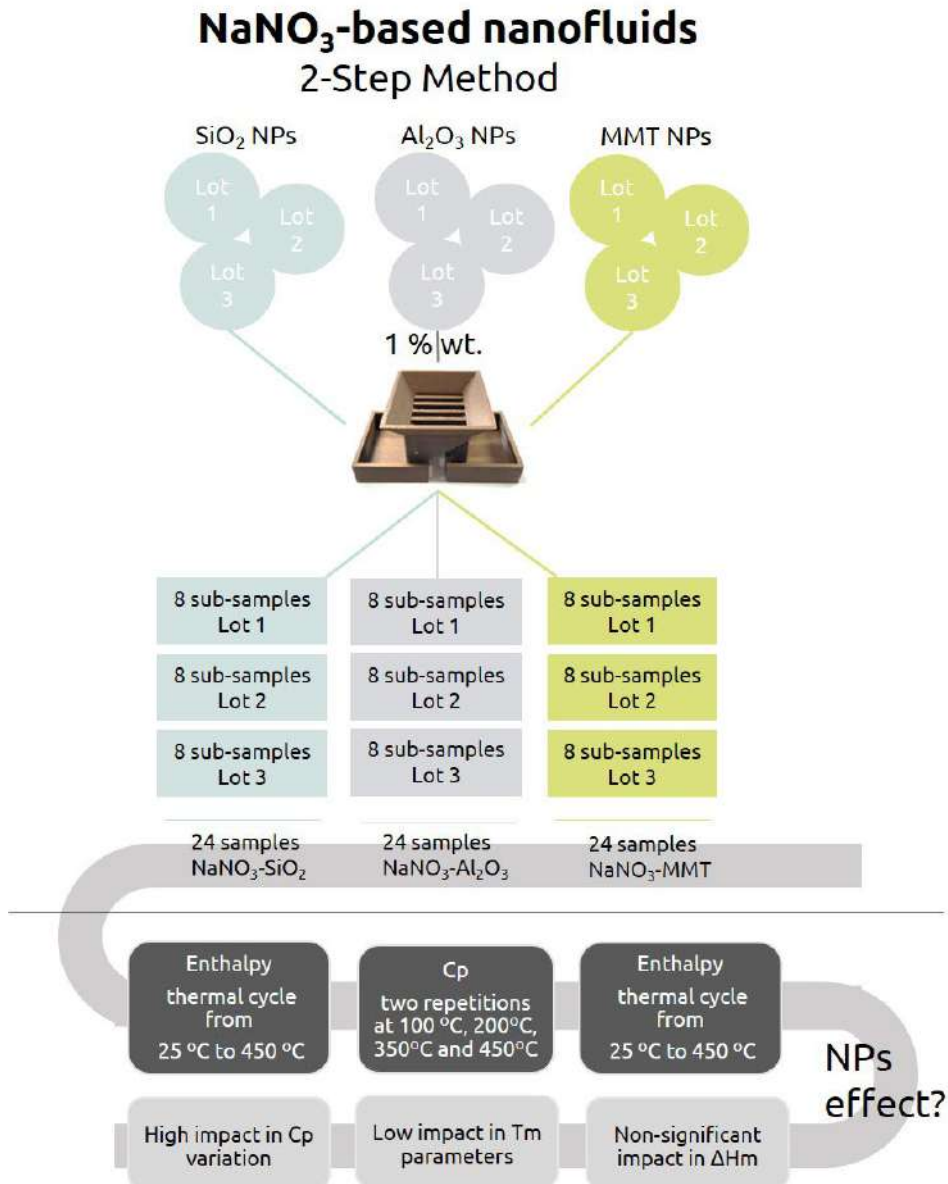 NaNO₃-based nanofluids
2-Step Method
SiO₂ NPs
Al₂O₃ NPs
MMT NPs
Lot
1
Lot
2
Lot
3
Lot
1
Lot
2
Lot
3
Lot
1
Lot
2
Lot
3
1 % wt.
8 sub-samples
Lot 1
8 sub-samples
Lot 1
8 sub-samples
Lot 1
8 sub-samples
Lot 2
8 sub-samples
Lot 2
8 sub-samples
Lot 2
8 sub-samples
Lot 3
8 sub-samples
Lot 3
8 sub-samples
Lot 3
24 samples
NaNO₃-SiO₂
24 samples
NaNO₃-Al₂O₃
24 samples
NaNO₃-MMT
Enthalpy
thermal cycle
from
25 ºC to 450 ºC
Cp
two repetitions
at 100 ºC, 200ºC,
350ºC and 450ºC
Enthalpy
thermal cycle
from
25 ºC to 450 ºC
NPs
effect?
High impact in Cp
variation
Low impact in Tm
parameters
Non-significant
impact in ΔHm